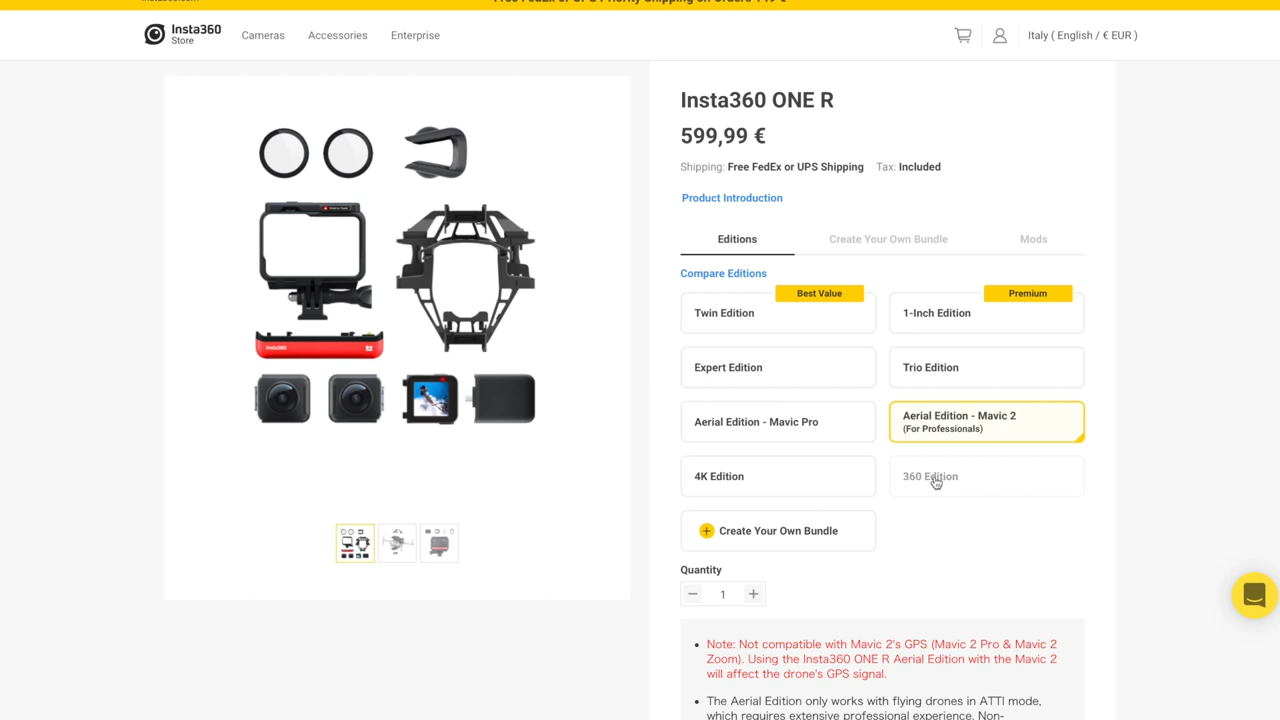 Insta360
Store
Cameras
Accessories
Enterprise
Italy ( English / € EUR )
Insta360 ONE R
599,99 €
Shipping: Free FedEx or UPS Shipping Tax: Included
Product Introduction
Editions
Create Your Own Bundle
Mods
Compare Editions
Best Value
Twin Edition
Premium
1-Inch Edition
Expert Edition
Trio Edition
Aerial Edition - Mavic Pro
Aerial Edition - Mavic 2
(For Professionals)
4K Edition
360 Edition
Create Your Own Bundle
Quantity
1
Note: Not compatible with Mavic 2's GPS (Mavic 2 Pro & Mavic 2
Zoom). Using the Insta360 ONE R Aerial Edition with the Mavic 2
will affect the drone's GPS signal.
The Aerial Edition only works with flying drones in ATTI mode,
which requires extensive professional experience. Non-
Insta360